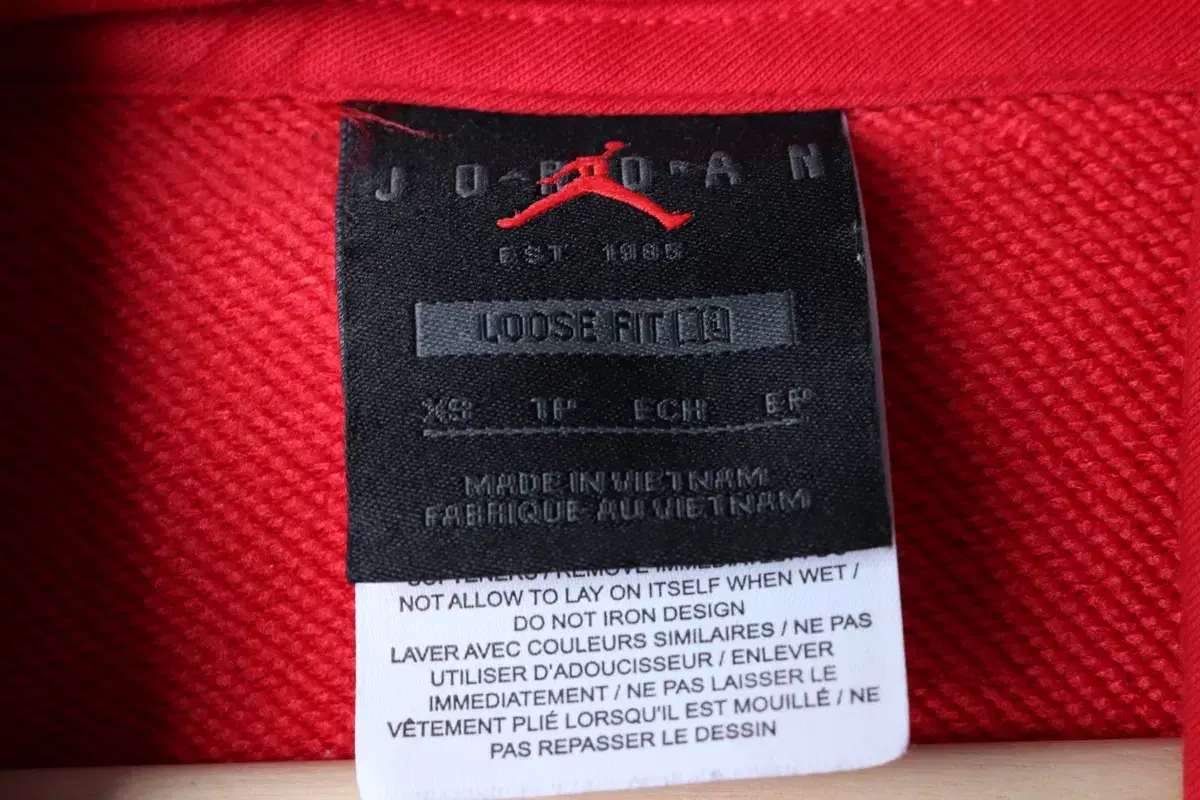 JORDAN
EST 1985
LOOSE FIT
XS TP ECH EP
MADE IN VIETNAM
FABRIQUE AU VIETNAM
NOT ALLOW TO LAY ON ITSELF WHEN WET /
DO NOT IRON DESIGN
LAVER AVEC COULEURS SIMILAIRES / NE PAS
UTILISER D'ADOUCISSEUR / ENLEVER
IMMEDIATEMENT / NE PAS LAISSER LE
VÊTEMENT PLIÉ LORSQU'IL EST MOUILLÉ / NE
PAS REPASSER LE DESSIN